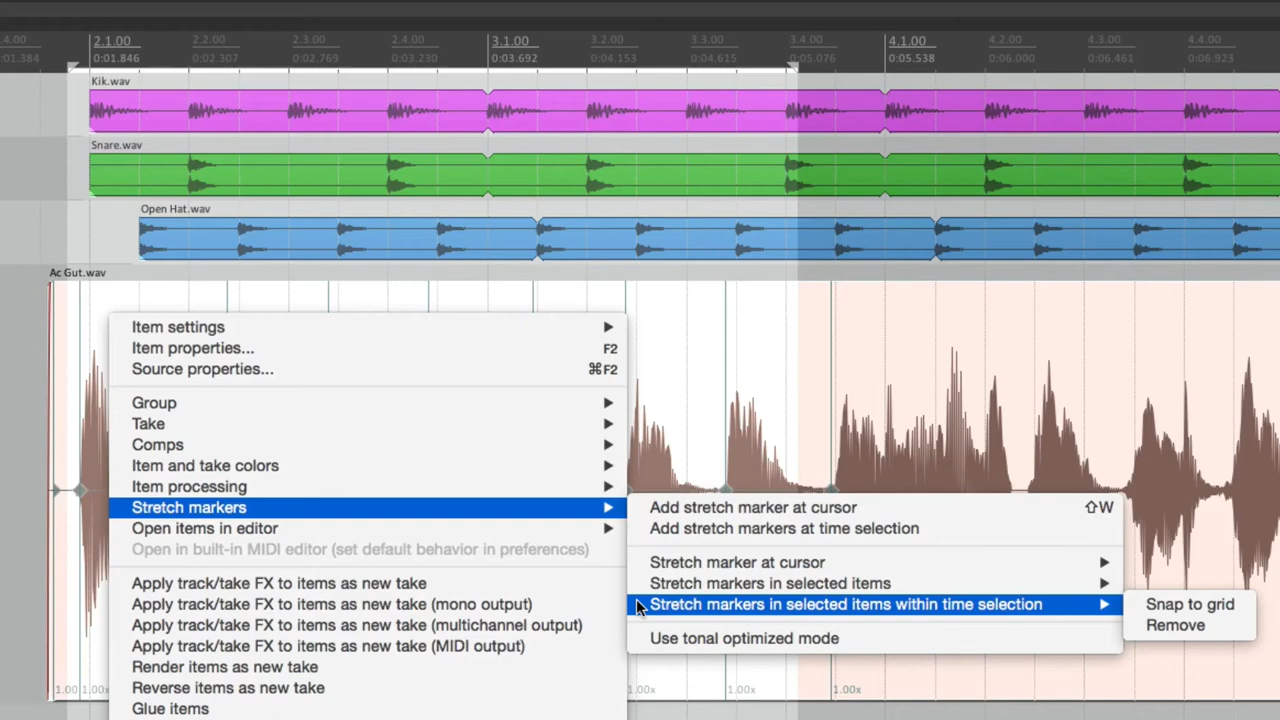 .4.00 2.1.00 2.2.00 2.3.00 2.4.00 3.1.00 3.2.00 3.3.00 3.4.00 4.1.00 4.2.00 4.3.00 4.4.00
:01.384 0:01.846 0:02.307 0:02.769 0:03.230 0:03.692 0:04.153 0:04.615 0:05.076 0:05.538 0:06.000 0:06.461 0:06.923
Kik.wav
Snare.wav
Open Hat.wav
Ac Gut.wav
Item settings
Item properties... F2
Source properties... ⌘F2
Group
Take
Comps
Item and take colors
Item processing
Stretch markers
Open items in editor
Open in built-in MIDI editor (set default behavior in preferences)
Apply track/take FX to items as new take
Apply track/take FX to items as new take (mono output)
Apply track/take FX to items as new take (multichannel output)
Apply track/take FX to items as new take (MIDI output)
Render items as new take
Reverse items as new take
Glue items
Add stretch marker at cursor ⇧W
Add stretch markers at time selection
Stretch marker at cursor
Stretch markers in selected items
Stretch markers in selected items within time selection
Use tonal optimized mode
Snap to grid
Remove
1.00 1.00x 1.00x 1.00x 1.00x